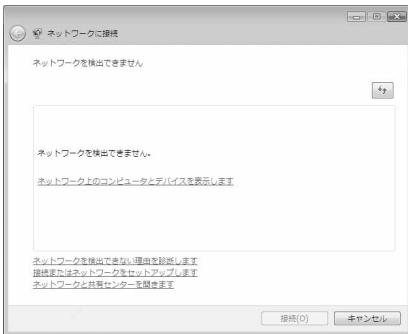 ネットワークに接続
ネットワークを検出できません
ネットワークを検出できません。
ネットワーク上のコンピュータとデバイスを表示します
ネットワークを検出できない理由を診断します
接続またはネットワークをセットアップします
ネットワークと共有センターを開きます
接続(O) キャンセル